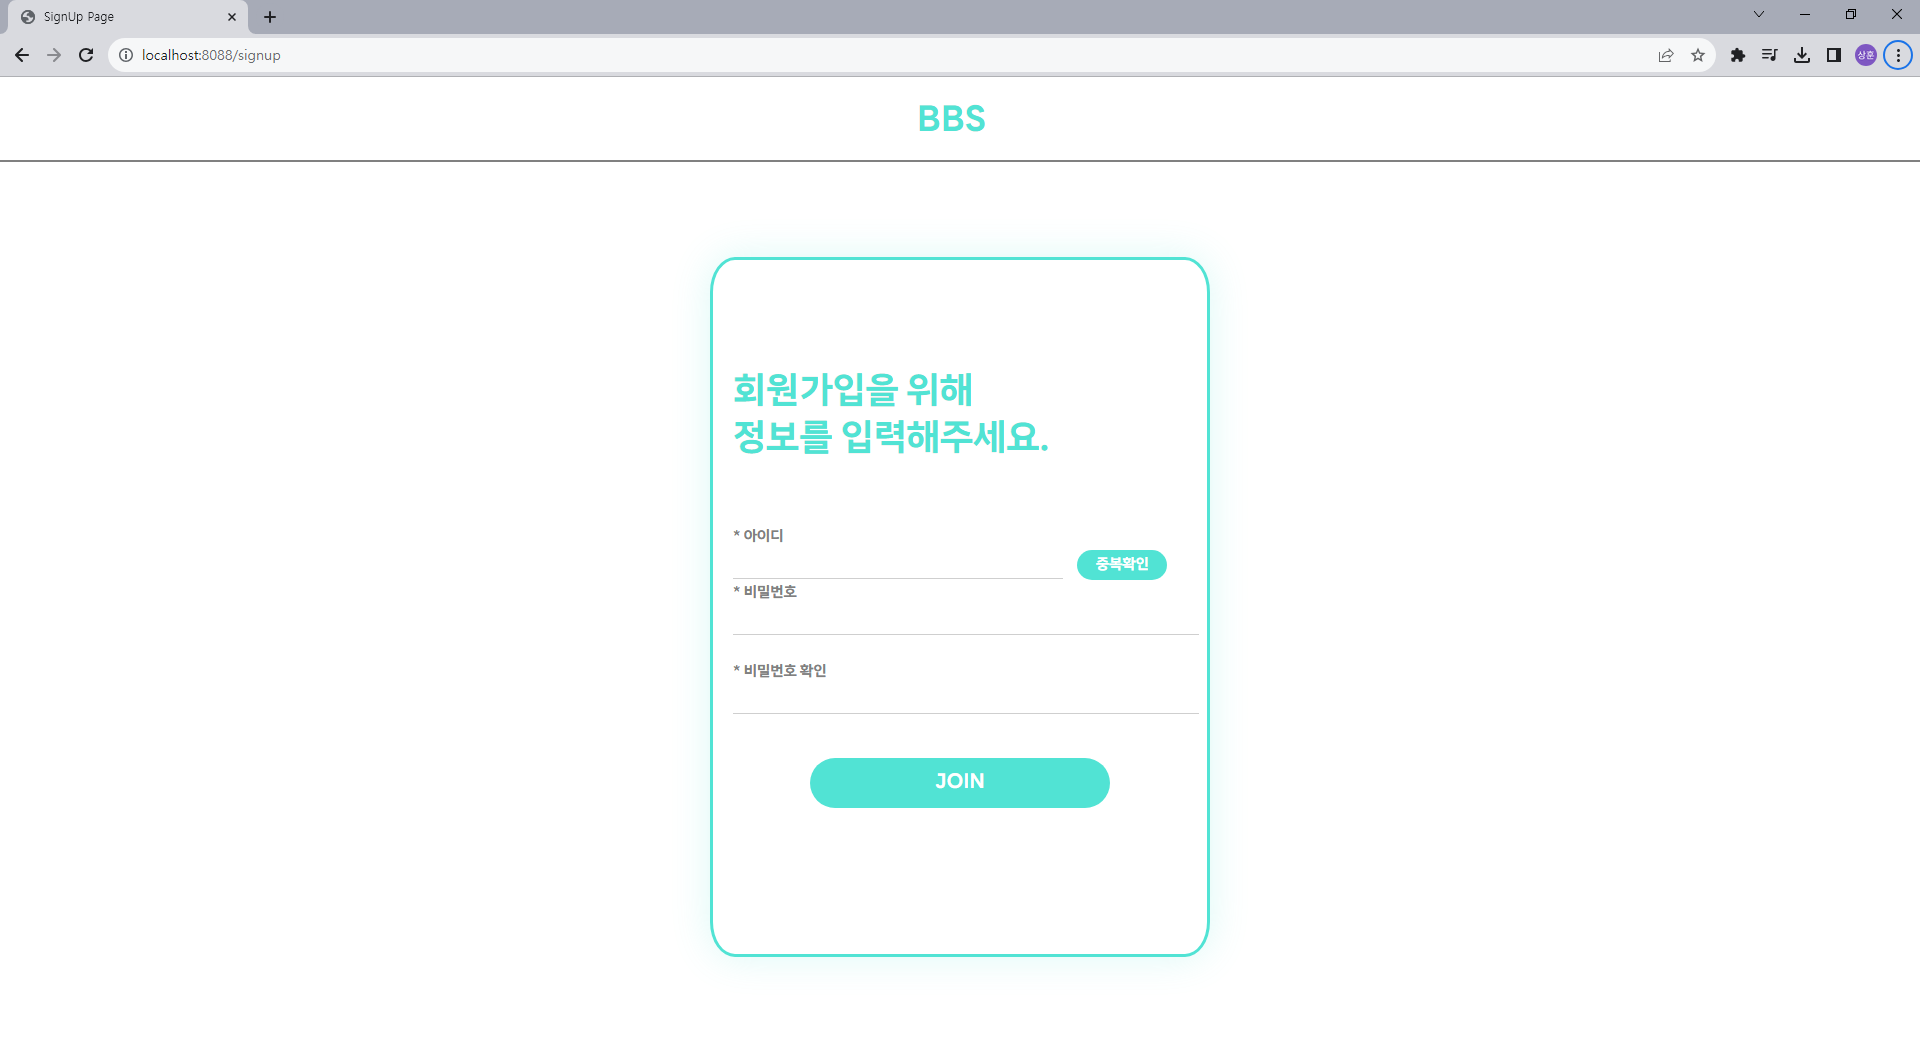 SignUp Page
localhost:8088/signup
상훈
BBS
회원가입을 위해
정보를 입력해주세요.
* 아이디
중복확인
* 비밀번호
* 비밀번호 확인
JOIN